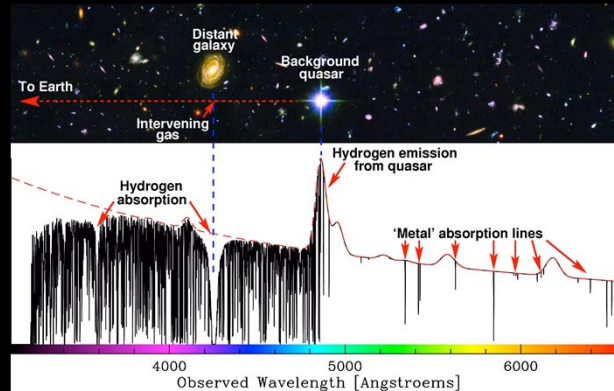 Distant
galaxy
Background
quasar
To Earth
Intervening
gas
Hydrogen emission
from quasar
Hydrogen
absorption
'Metal' absorption lines
4000
5000
6000
Observed Wavelength [Angstroems]